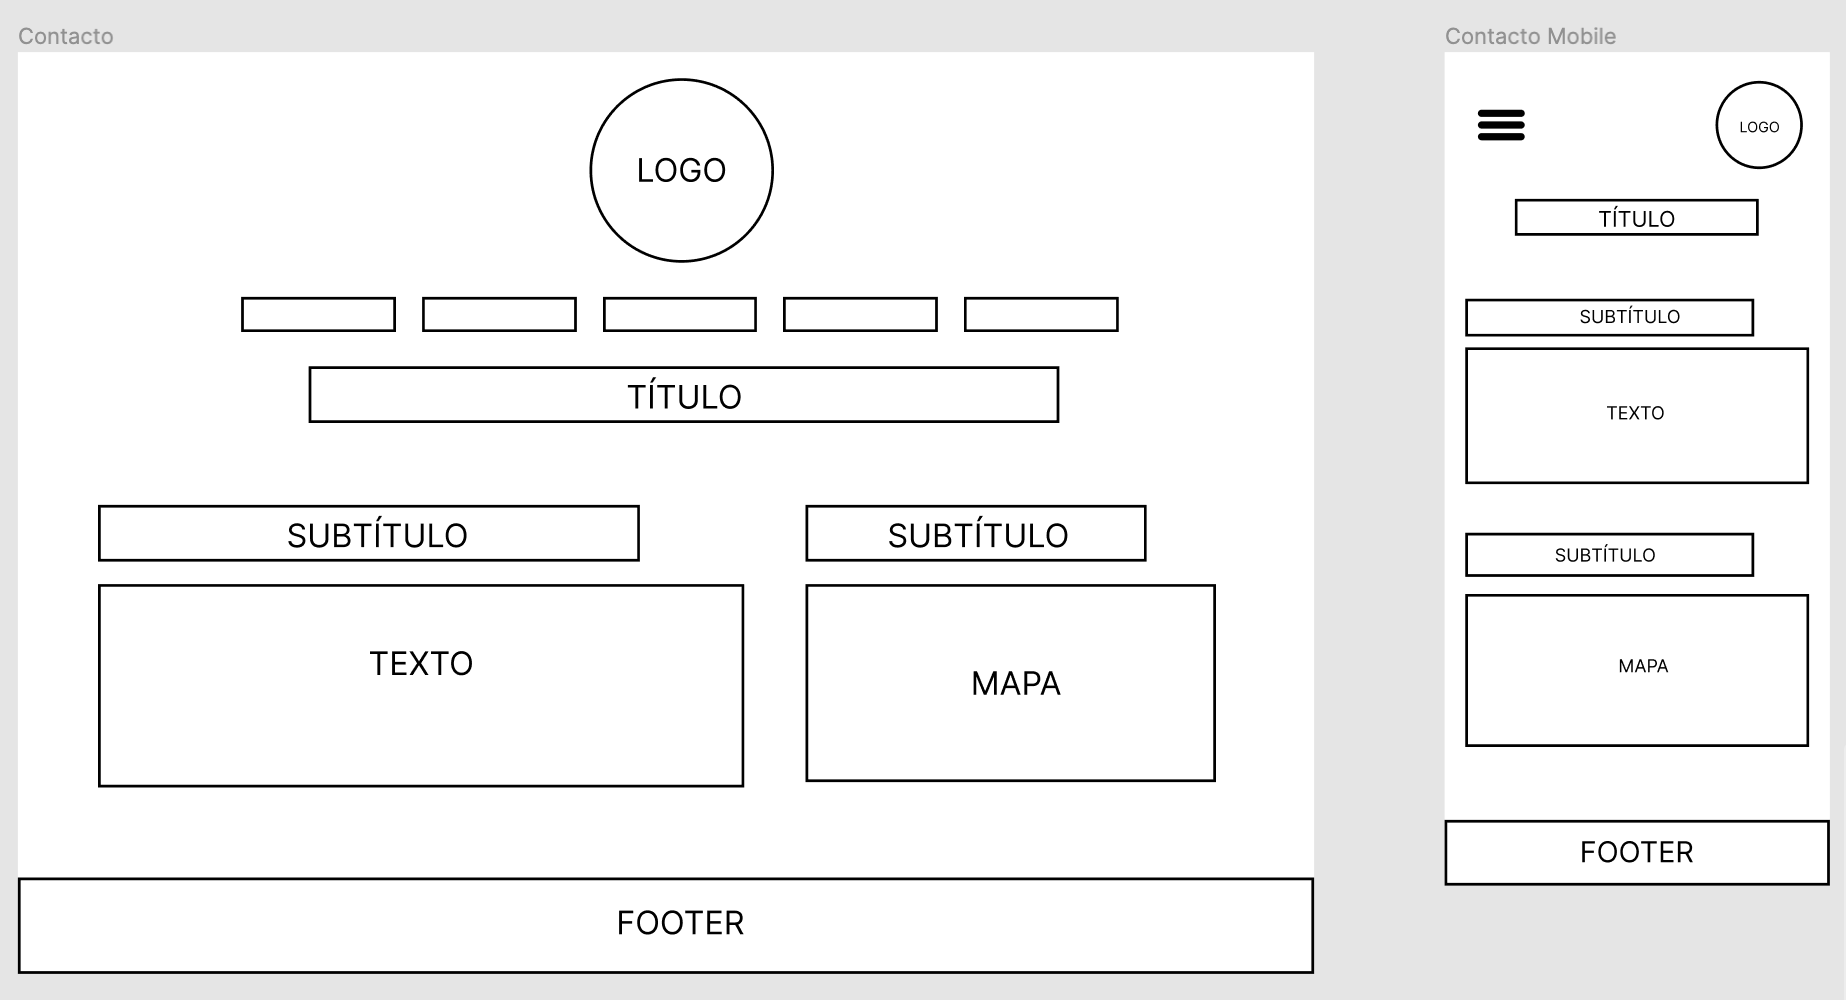 Contacto
LOGO
TÍTULO
SUBTÍTULO
SUBTÍTULO
TEXTO
MAPA
FOOTER
Contacto Mobile
LOGO
TÍTULO
SUBTÍTULO
TEXTO
SUBTÍTULO
MAPA
FOOTER